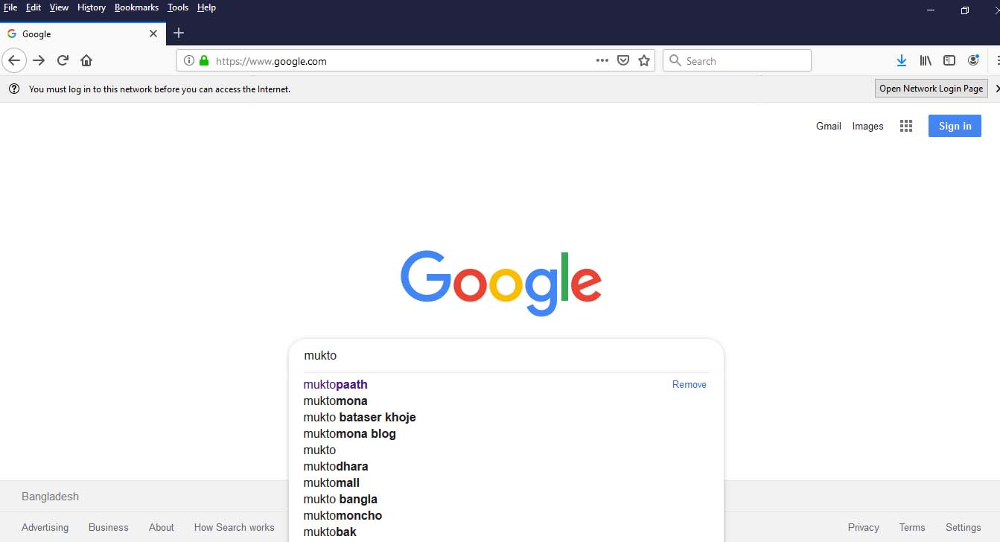 File Edit View History Bookmarks Tools Help
Google
https://www.google.com
Search
You must log in to this network before you can access the Internet.
Open Network Login Page
Gmail Images
Sign in
Google
mukto
muktopaath Remove
muktomona
mukto bataser khoje
muktomona blog
mukto
muktodhara
muktomall
mukto bangla
muktomoncho
muktobak
Bangladesh
Advertising Business About How Search works Privacy Terms Settings